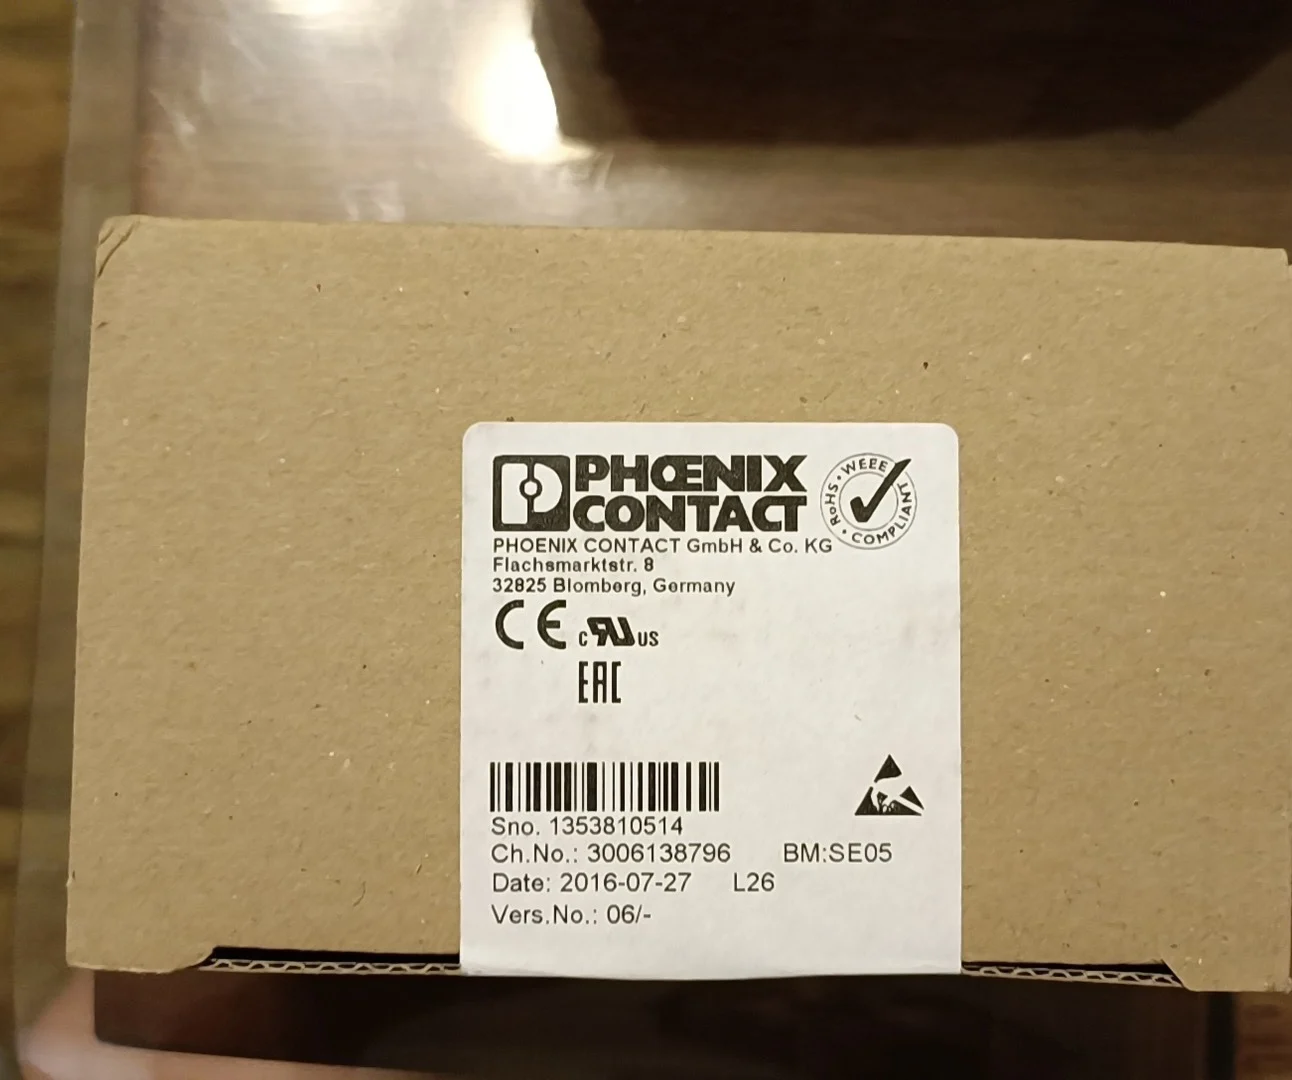 PHŒNIX
CONTACT
WEEE
RoHS
COMPLIANT
PHOENIX CONTACT GmbH & Co. KG
Flachsmarktstr. 8
32825 Blomberg, Germany
CE
c RU US
EAC
Sno. 1353810514
Ch.No.: 3006138796 BM:SE05
Date: 2016-07-27 L26
Vers.No.: 06/-